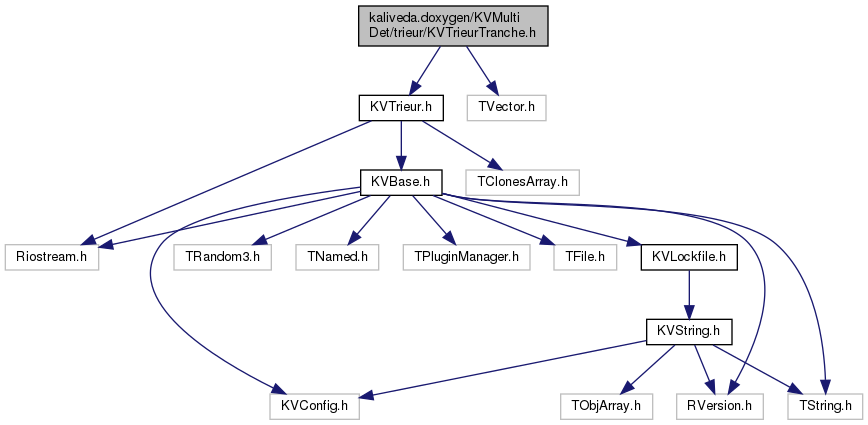 kaliveda.doxygen/KVMulti
Det/trieur/KVTrieurTranche.h
KVTrieur.h
TVector.h
KVBase.h
TClonesArray.h
Riostream.h
TRandom3.h
TNamed.h
TPluginManager.h
TFile.h
KVLockfile.h
KVString.h
KVConfig.h
TObjArray.h
RVersion.h
TString.h